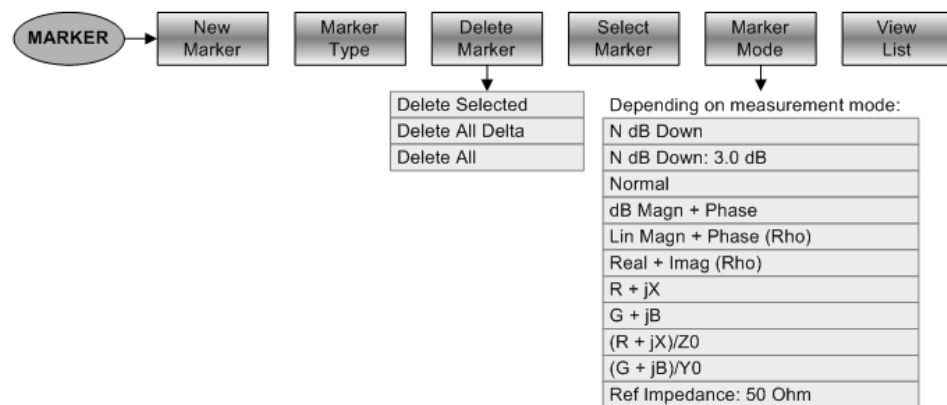 MARKER
New
Marker
Marker
Type
Delete
Marker
Select
Marker
Marker
Mode
View
List
Delete Selected
Delete All Delta
Delete All
Depending on measurement mode:
N dB Down
N dB Down: 3.0 dB
Normal
dB Magn + Phase
Lin Magn + Phase (Rho)
Real + Imag (Rho)
R + jX
G + jB
(R + jX)/Z0
(G + jB)/Y0
Ref Impedance: 50 Ohm